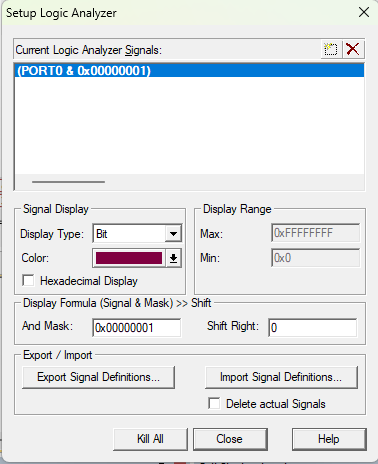 Setup Logic Analyzer
Current Logic Analyzer Signals:
(PORT0 & 0x00000001)
Signal Display
Display Range
Display Type: Bit
Max: 0xFFFFFFFF
Color:
Min: 0x0
Hexadecimal Display
Display Formula (Signal & Mask) >> Shift
And Mask: 0x00000001
Shift Right: 0
Export / Import
Export Signal Definitions...
Import Signal Definitions...
Delete actual Signals
Kill All
Close
Help